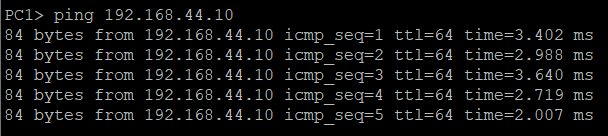 PC1> ping 192.168.44.10
84 bytes from 192.168.44.10 icmp_seq=1 ttl=64 time=3.402 ms
84 bytes from 192.168.44.10 icmp_seq=2 ttl=64 time=2.988 ms
84 bytes from 192.168.44.10 icmp_seq=3 ttl=64 time=3.640 ms
84 bytes from 192.168.44.10 icmp_seq=4 ttl=64 time=2.719 ms
84 bytes from 192.168.44.10 icmp_seq=5 ttl=64 time=2.007 ms